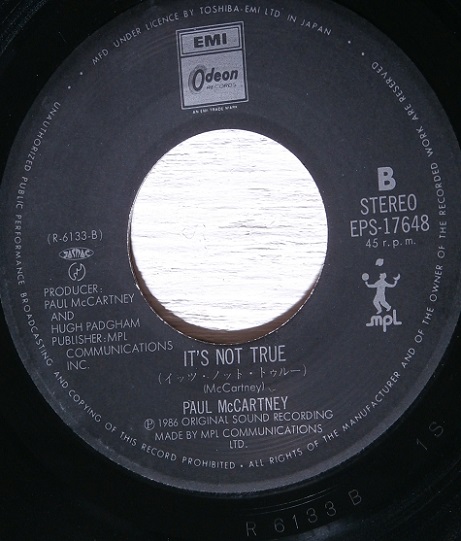 MFD UNDER LICENCE BY TOSHIBA-EMI LTD IN JAPAN
EMI
Odeon
RECORDS
AN EMI TRADE MARK
B
STEREO
EPS-17648
45 r.p.m.
(R-6133-B)
JASRAC
PRODUCER:
PAUL McCARTNEY
AND
HUGH PADGHAM
PUBLISHER: MPL
COMMUNICATIONS
INC.
mpl
IT'S NOT TRUE
(イッツ・ノット・トゥルー)
(McCartney)
PAUL McCARTNEY
Ⓟ 1986 ORIGINAL SOUND RECORDING
MADE BY MPL COMMUNICATIONS
LTD.
UNAUTHORIZED PUBLIC PERFORMANCE BROADCASTING AND COPYING OF THIS RECORD PROHIBITED • ALL RIGHTS OF THE MANUFACTURER AND OF THE OWNER OF THE RECORDED WORK ARE RESERVED
R 6133 B 1S